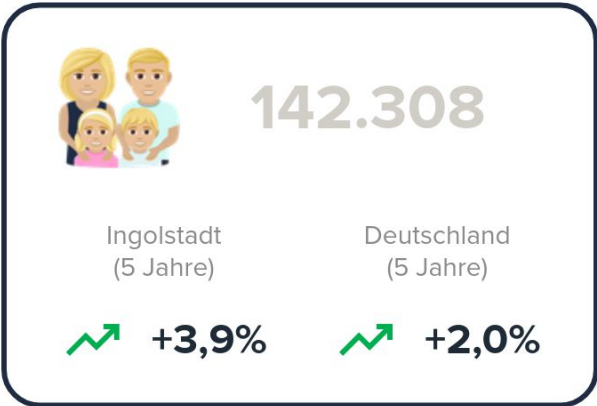 142.308
Ingolstadt
(5 Jahre)
Deutschland
(5 Jahre)
+3,9%
+2,0%